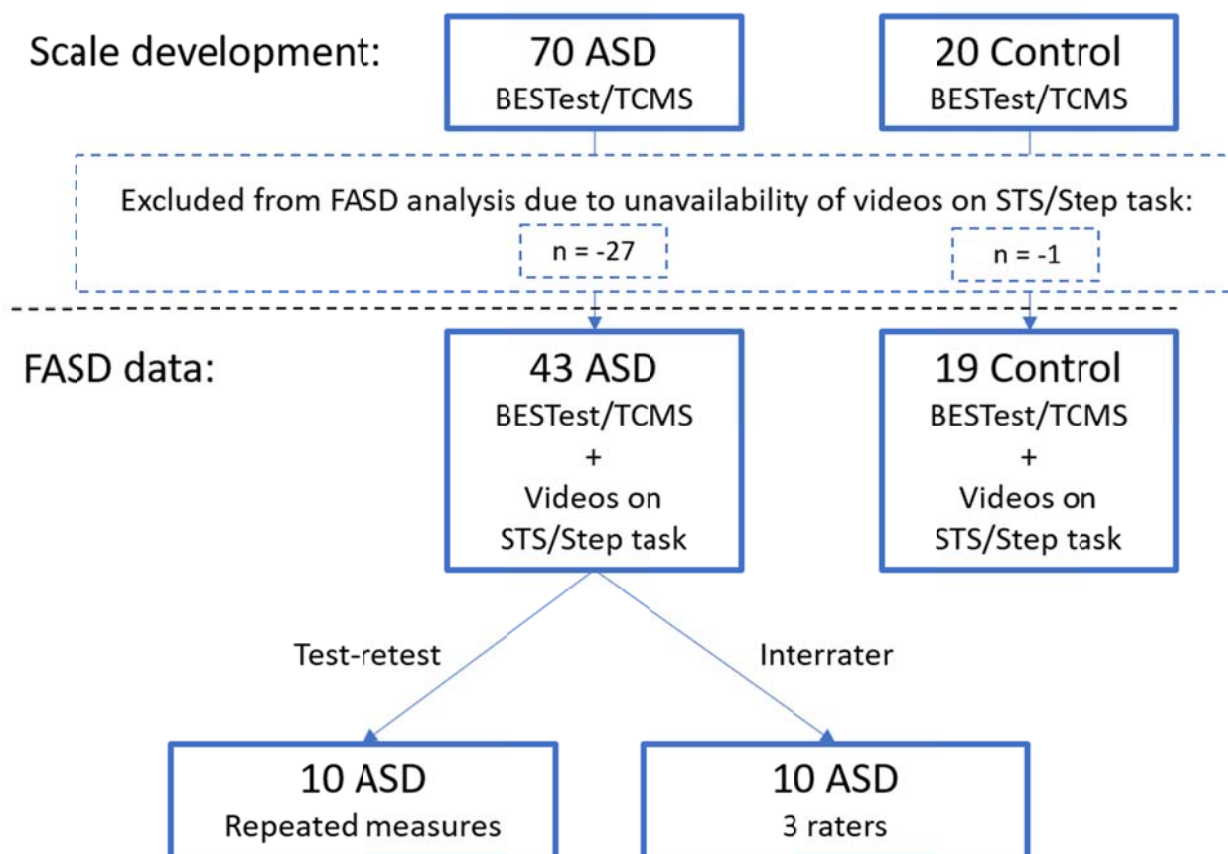 Scale development:
70 ASD
BESTest/TCMS
20 Control
BESTest/TCMS
Excluded from FASD analysis due to unavailability of videos on STS/Step task:
n = -27
n = -1
FASD data:
43 ASD
BESTest/TCMS
+
Videos on
STS/Step task
19 Control
BESTest/TCMS
+
Videos on
STS/Step task
Test-retest
Interrater
10 ASD
Repeated measures
10 ASD
3 raters